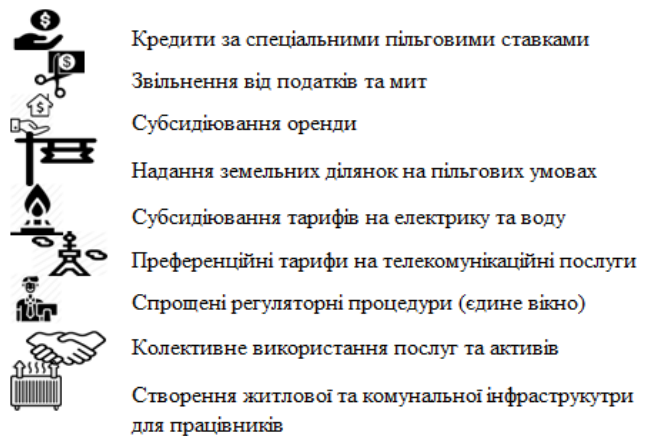 Кредити за спеціальними пільговими ставками
Звільнення від податків та мит
Субсидіювання оренди
Надання земельних ділянок на пільгових умовах
Субсидіювання тарифів на електрику та воду
Преференційні тарифи на телекомунікаційні послуги
Спрощені регуляторні процедури (єдине вікно)
Колективне використання послуг та активів
Створення житлової та комунальної інфраструкутри
для працівників